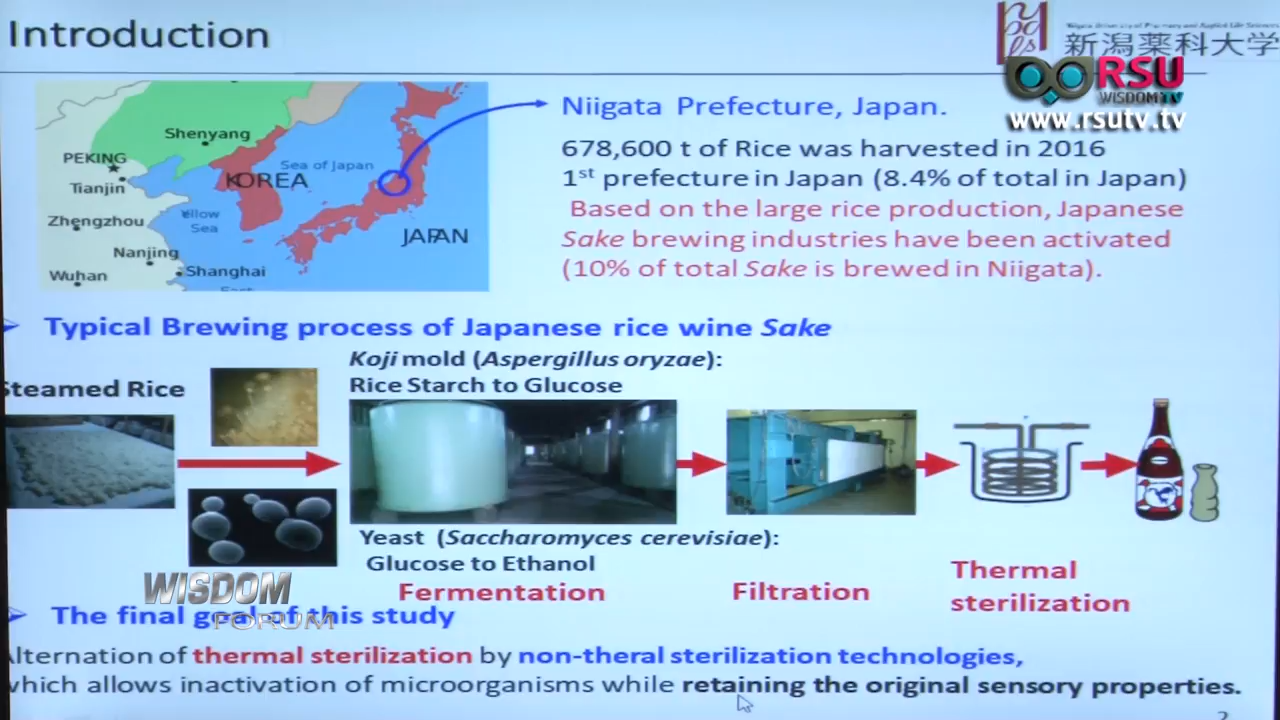 Introduction
新潟薬科大学
RSU
WISDOM TV
www.rsutv.tv
Shenyang
PEKING
Tianjin
Zhengzhou
Nanjing
Wuhan
Shanghai
KOREA
Sea of Japan
Yellow
Sea
JAPAN
Niigata Prefecture, Japan.
678,600 t of Rice was harvested in 2016
1st prefecture in Japan (8.4% of total in Japan)
Based on the large rice production, Japanese
Sake brewing industries have been activated
(10% of total Sake is brewed in Niigata).
Typical Brewing process of Japanese rice wine Sake
Steamed Rice
Koji mold (Aspergillus oryzae):
Rice Starch to Glucose
Yeast (Saccharomyces cerevisiae):
Glucose to Ethanol
Fermentation
Filtration
Thermal
sterilization
WISDOM
FORUM
The final goal of this study
Alternation of thermal sterilization by non-theral sterilization technologies,
which allows inactivation of microorganisms while retaining the original sensory properties.
2